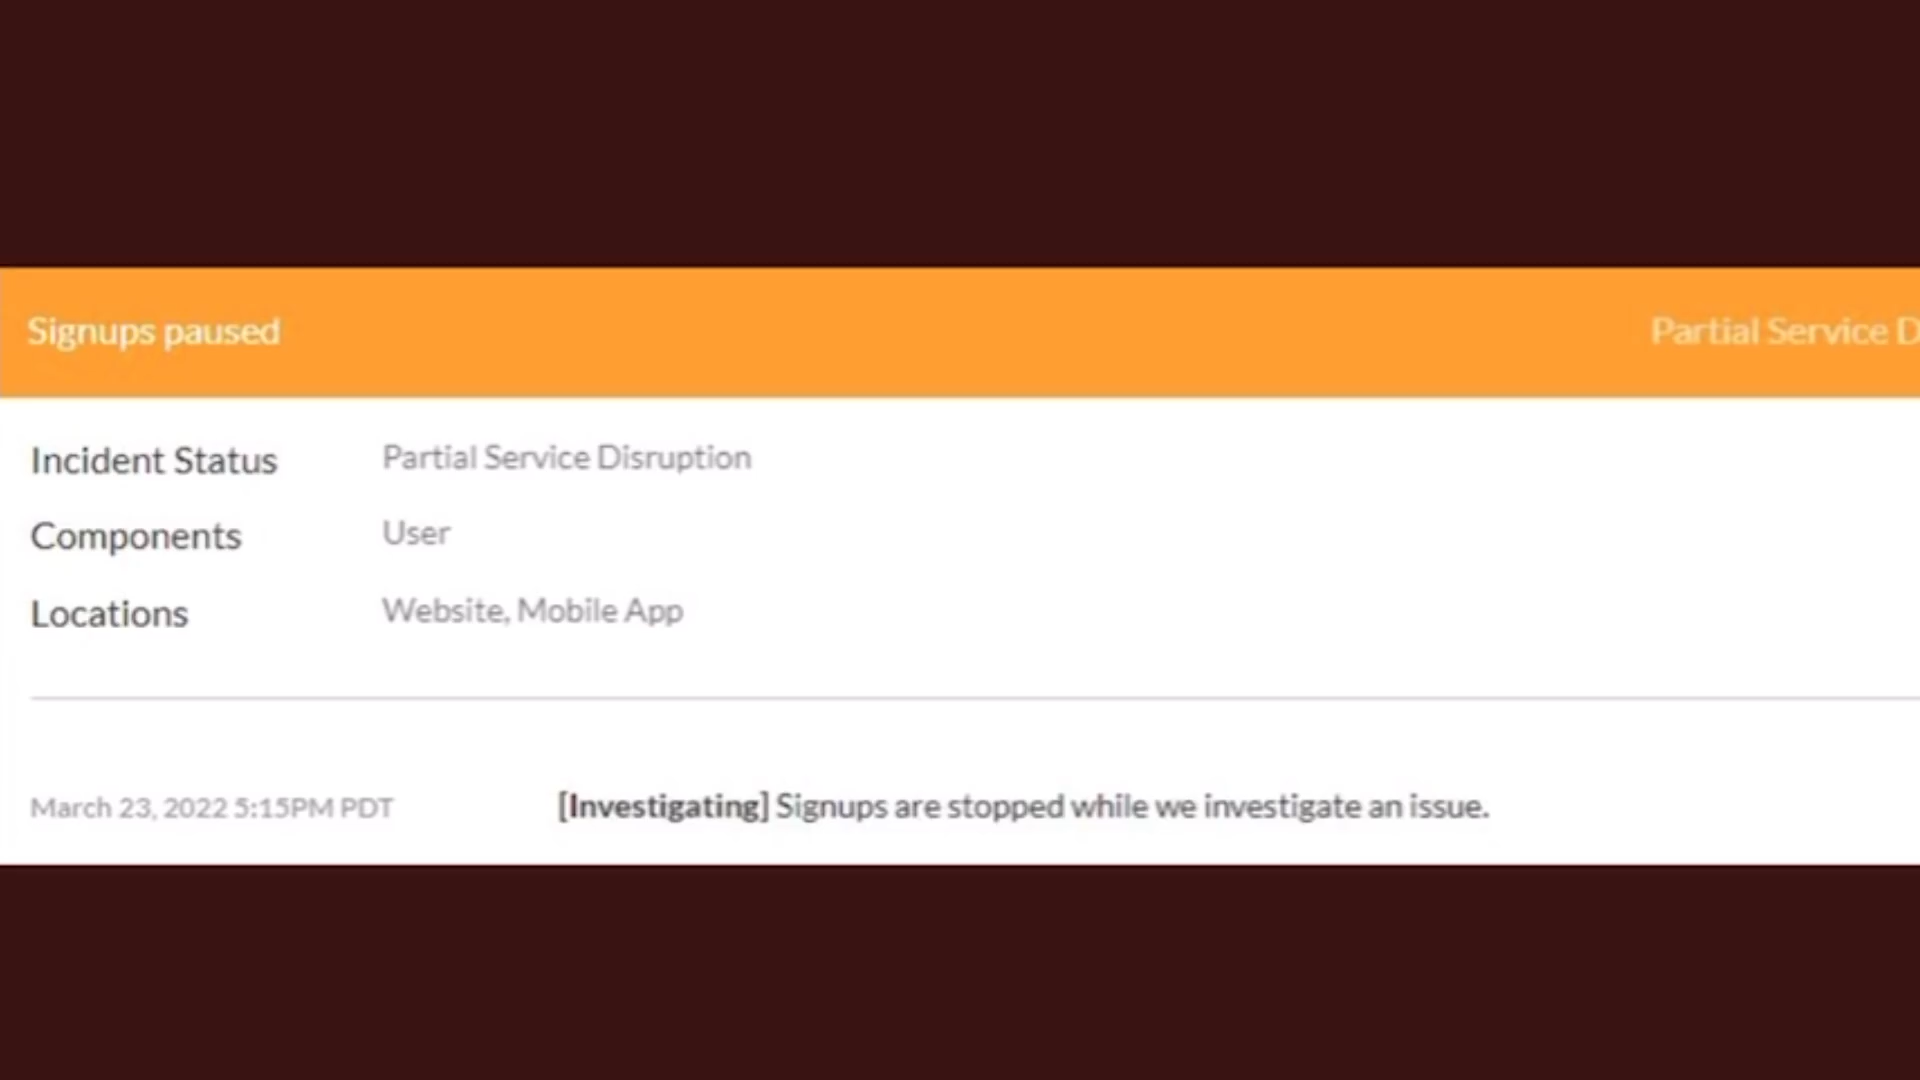 Signups paused
Partial Service D
Incident Status Partial Service Disruption
Components User
Locations Website, Mobile App
March 23, 2022 5:15PM PDT [Investigating] Signups are stopped while we investigate an issue.